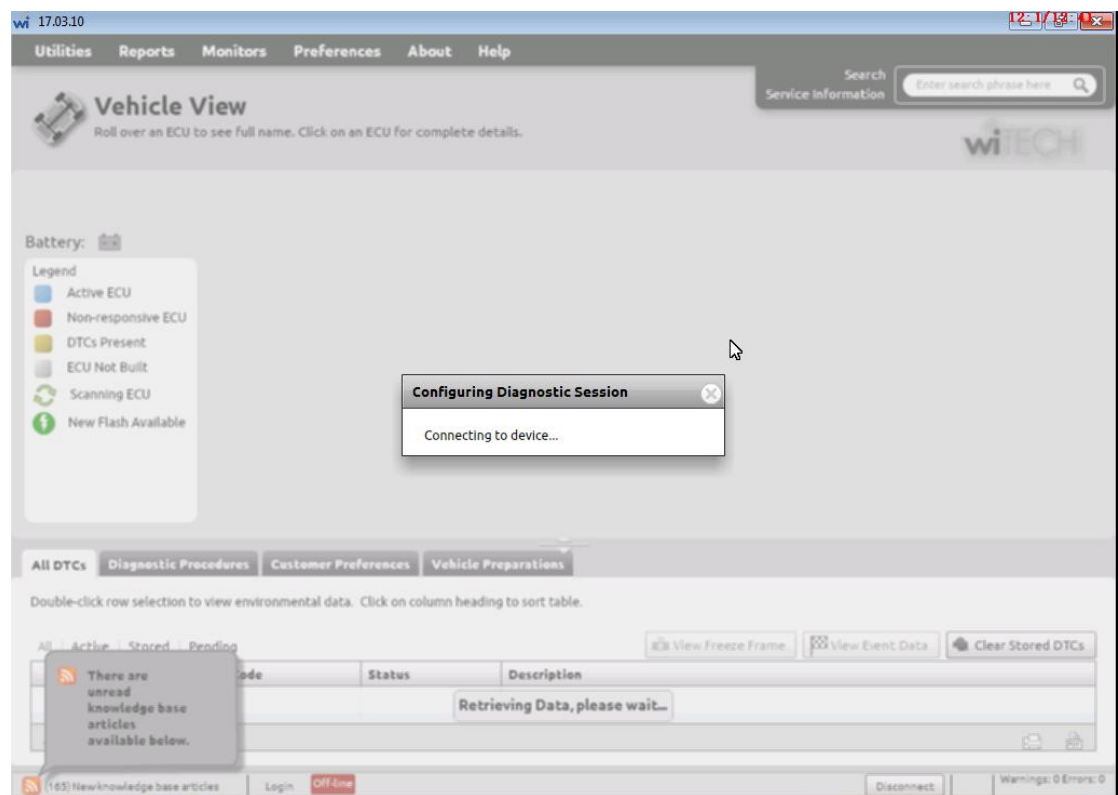 wi 17.03.10
Utilities Reports Monitors Preferences About Help
Search
Service Information
Enter search phrase here
Vehicle View
Roll over an ECU to see full name. Click on an ECU for complete details.
wiTECH
Battery:
Legend
Active ECU
Non-responsive ECU
DTCs Present
ECU Not Built
Scanning ECU
New Flash Available
Configuring Diagnostic Session
Connecting to device...
All DTCs Diagnostic Procedures Customer Preferences Vehicle Preparations
Double-click row selection to view environmental data. Click on column heading to sort table.
All Active Stored Pending
View Freeze Frame View Event Data Clear Stored DTCs
Status Description
There are
unread
knowledge base
articles
available below.
Retrieving Data, please wait...
(165) New knowledge base articles Login Off-line Disconnect Warnings: 0 Errors: 0